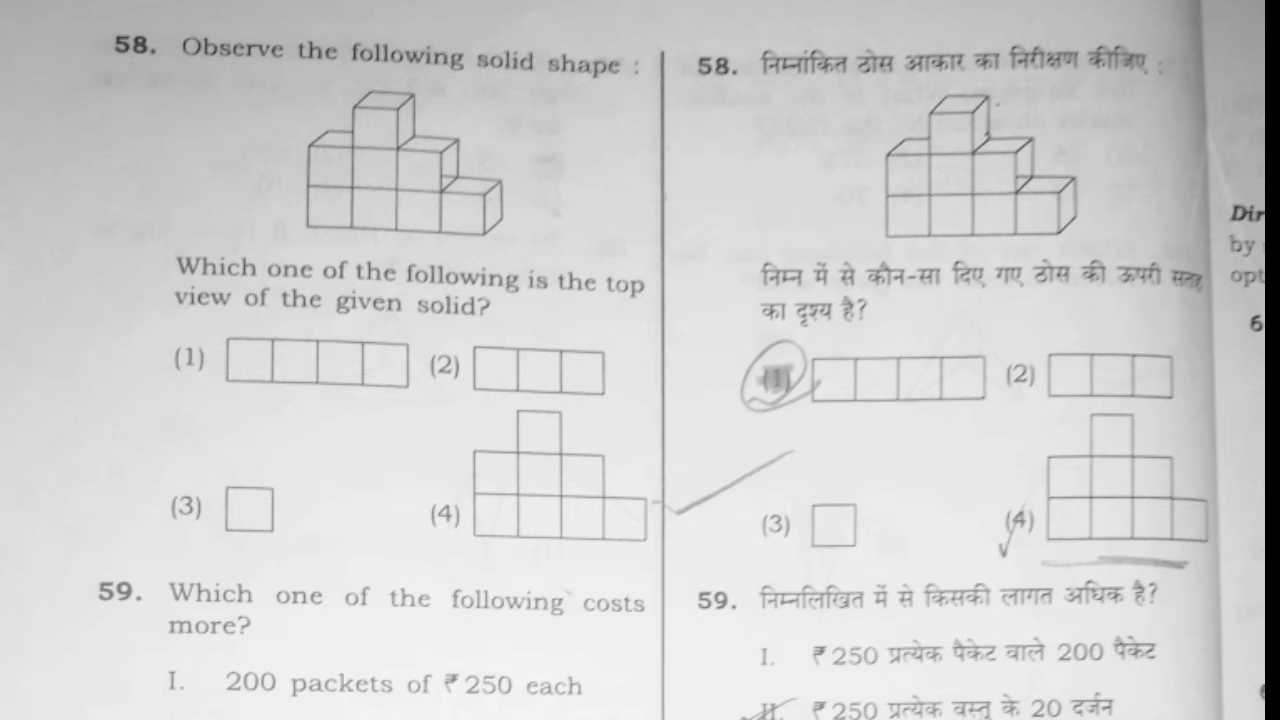 58. Observe the following solid shape :
Which one of the following is the top
view of the given solid?
(1)
(2)
(3)
(4)
59. Which one of the following costs
more?
I. 200 packets of ₹ 250 each
58. निम्नांकित ठोस आकार का निरीक्षण कीजिए :
निम्न में से कौन-सा दिए गए ठोस की ऊपरी सतह
का दृश्य है?
(1)
(2)
(3)
(4)
59. निम्नलिखित में से किसकी लागत अधिक है?
I. ₹ 250 प्रत्येक पैकेट वाले 200 पैकेट
II. ₹ 250 प्रत्येक वस्तु के 20 दर्जन
Dir
by
opt
6